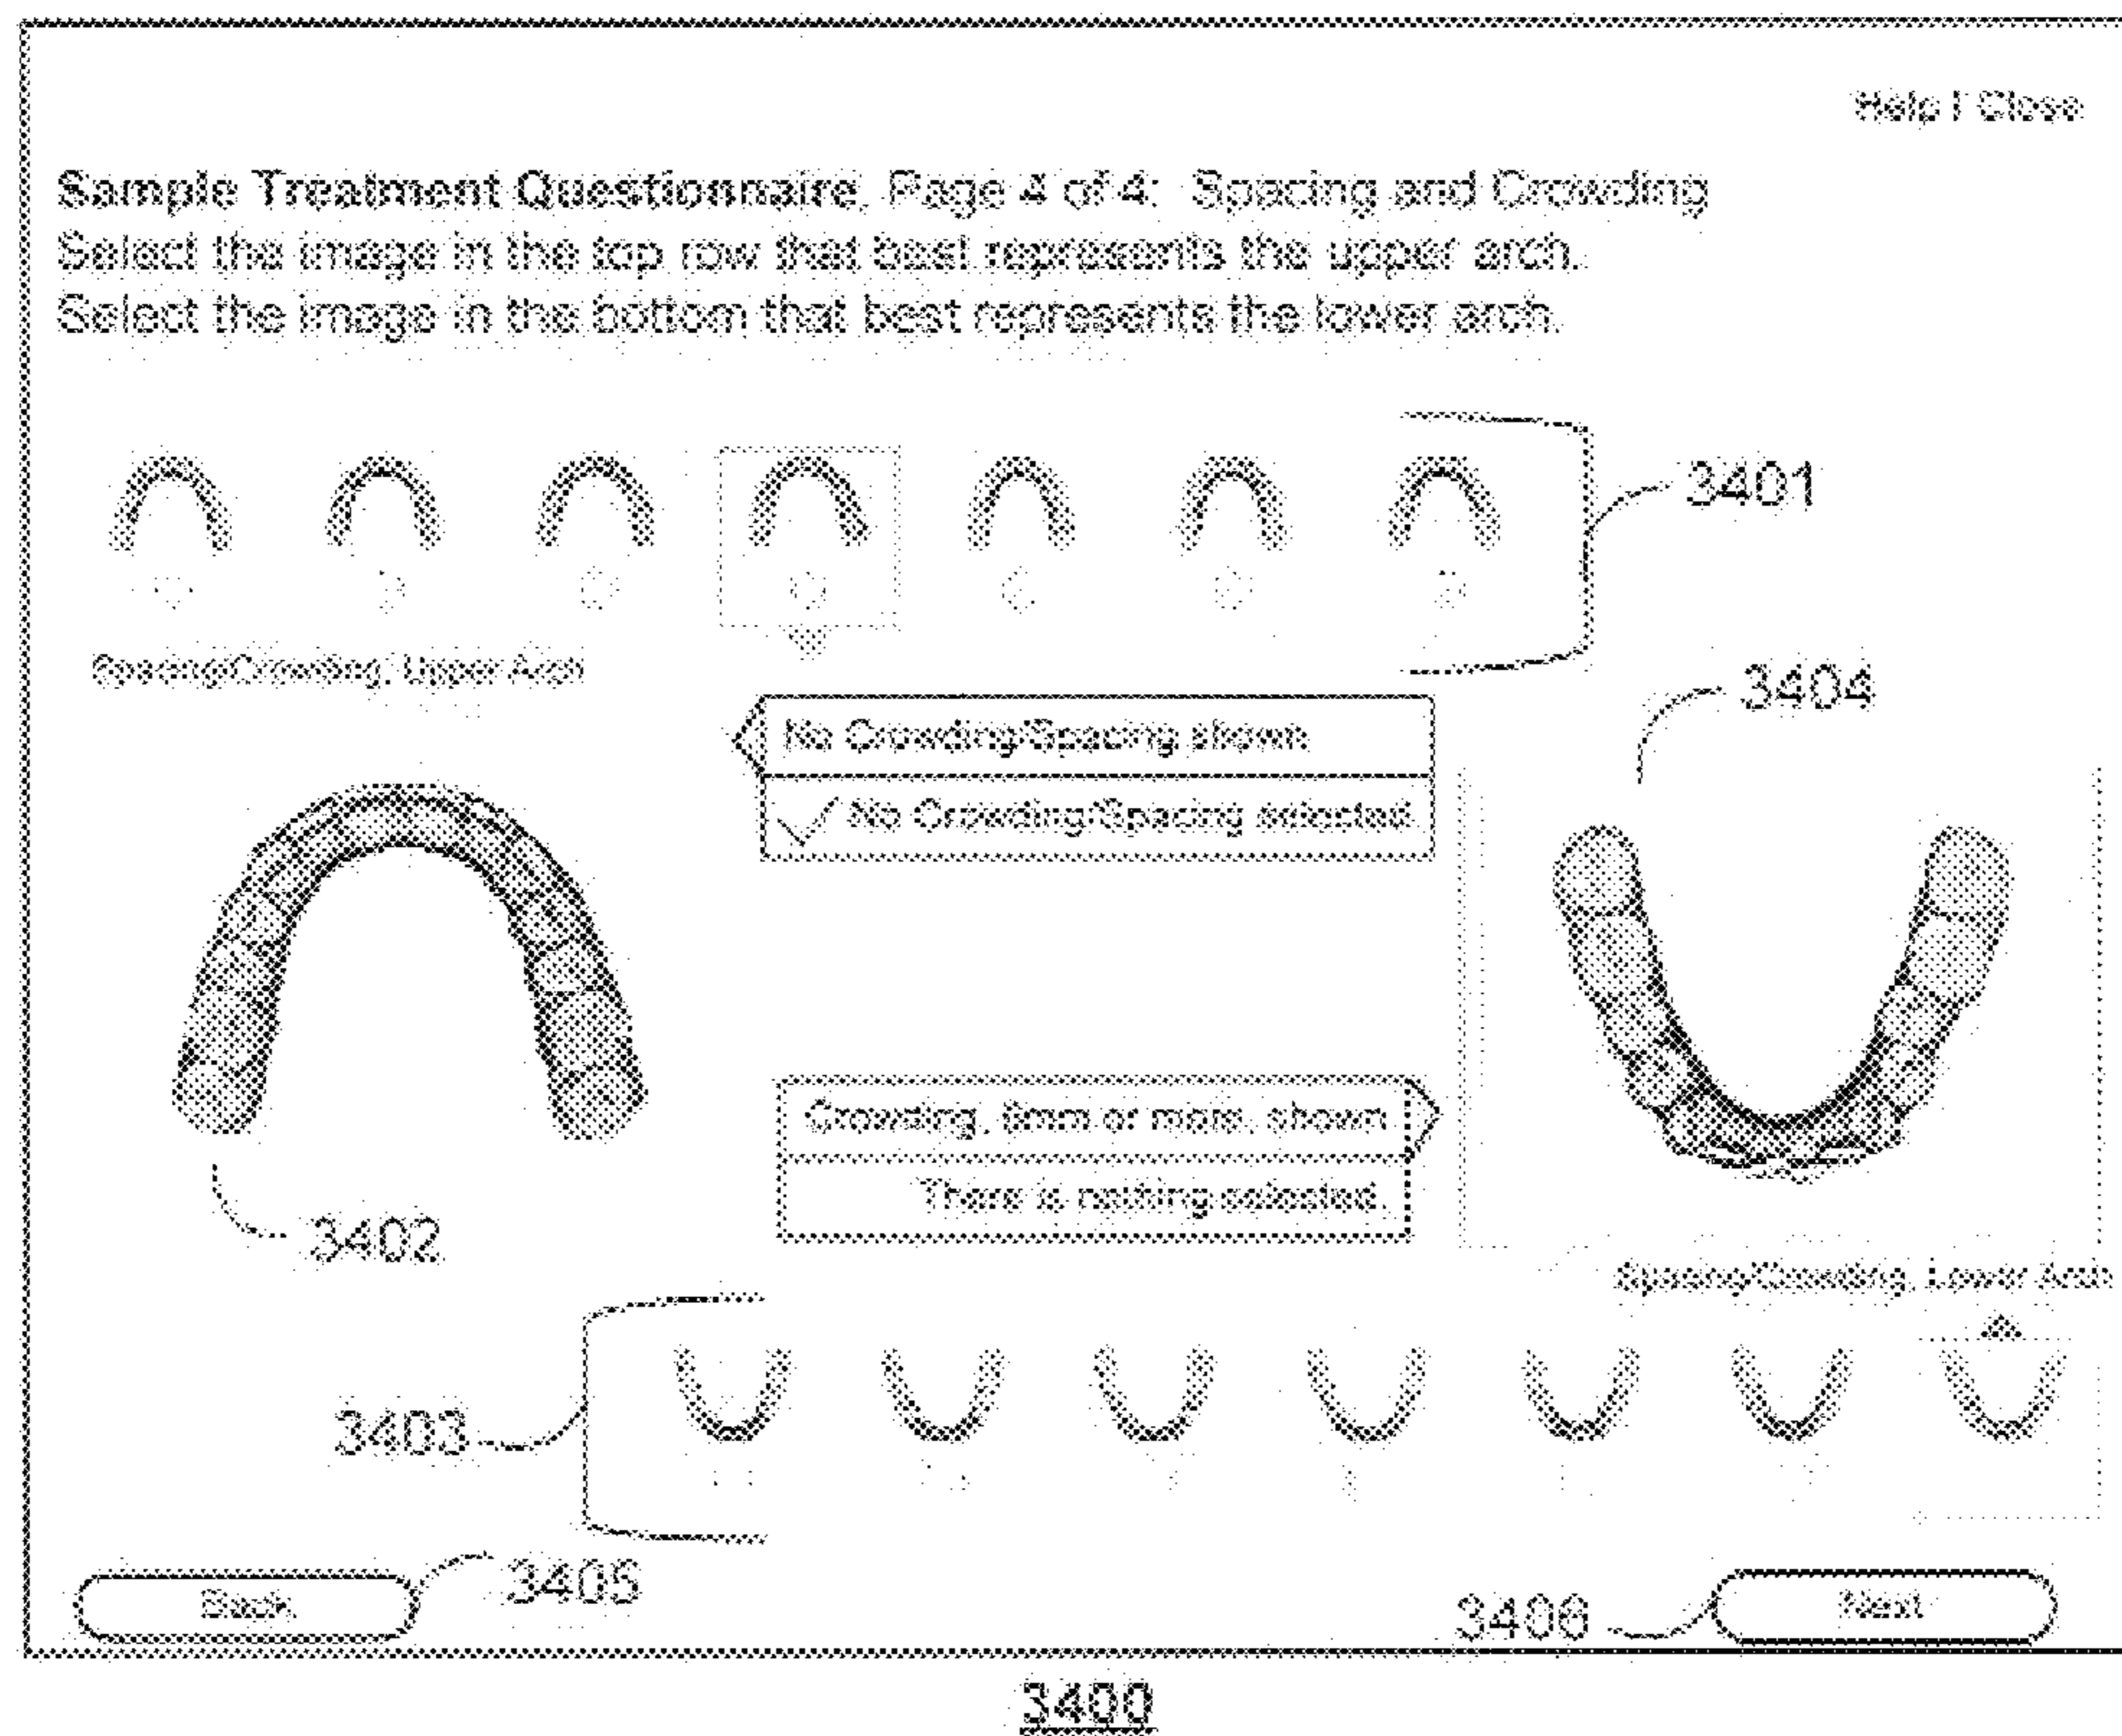 Help | Close
Sample Treatment Questionnaire, Page 4 of 4: Spacing and Crowding
Select the image in the top row that best represents the upper arch.
Select the image in the bottom that best represents the lower arch.
3401
Spacing/Crowding, Upper Arch
3404
No Crowding/Spacing shown
No Crowding/Spacing selected.
Crowding, 6mm or more, shown
There is nothing selected.
3402
Spacing/Crowding, Lower Arch
3403
Back
3405
3406
Next
3400